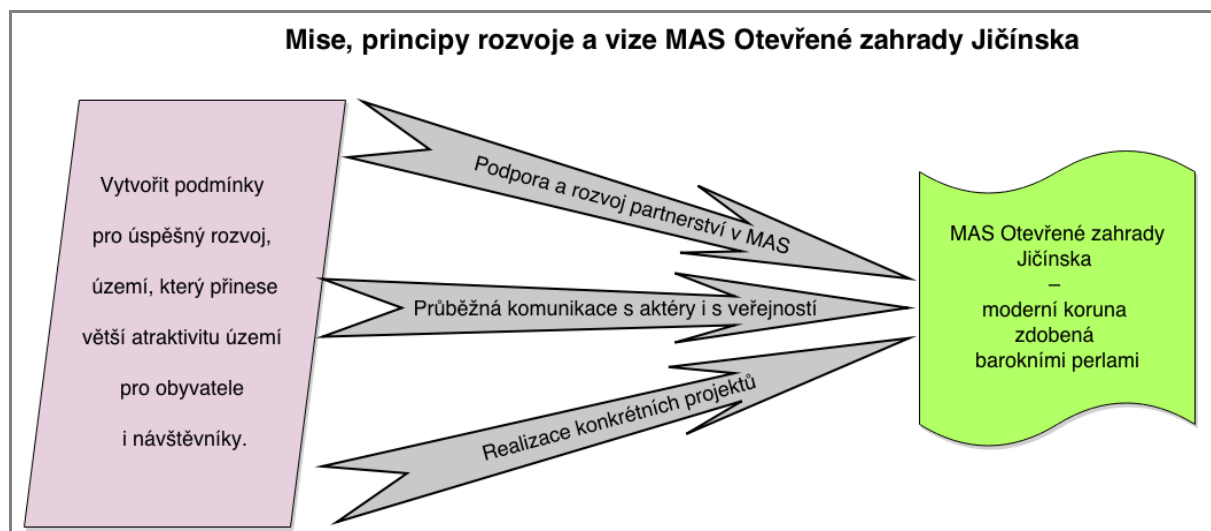 Mise, principy rozvoje a vize MAS Otevřené zahrady Jičínska
Vytvořit podmínky
pro úspěšný rozvoj,
území, který přinese
větší atraktivitu území
pro obyvatele
i návštěvníky.
Podpora a rozvoj partnerství v MAS
Průběžná komunikace s aktéry i s veřejností
Realizace konkrétních projektů
MAS Otevřené zahrady
Jičínska
–
moderní koruna
zdobená
barokními perlami